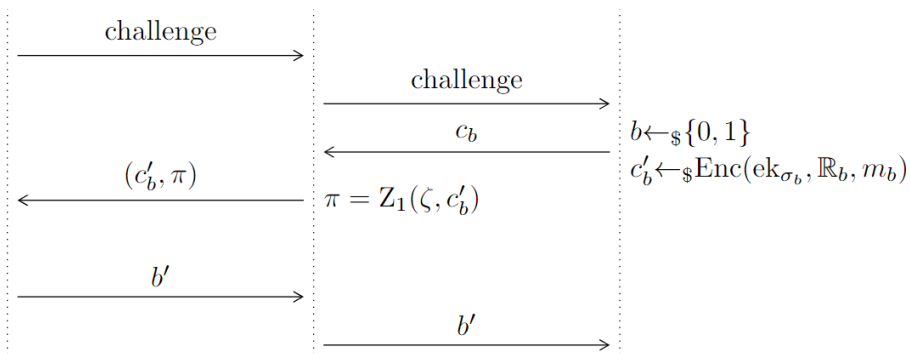 challenge
challenge
c_b
b ←$ {0, 1}
c'_b ←$ Enc(ek_{σ_b}, ℝ_b, m_b)
(c'_b, π)
π = Z_1(ζ, c'_b)
b′
b′